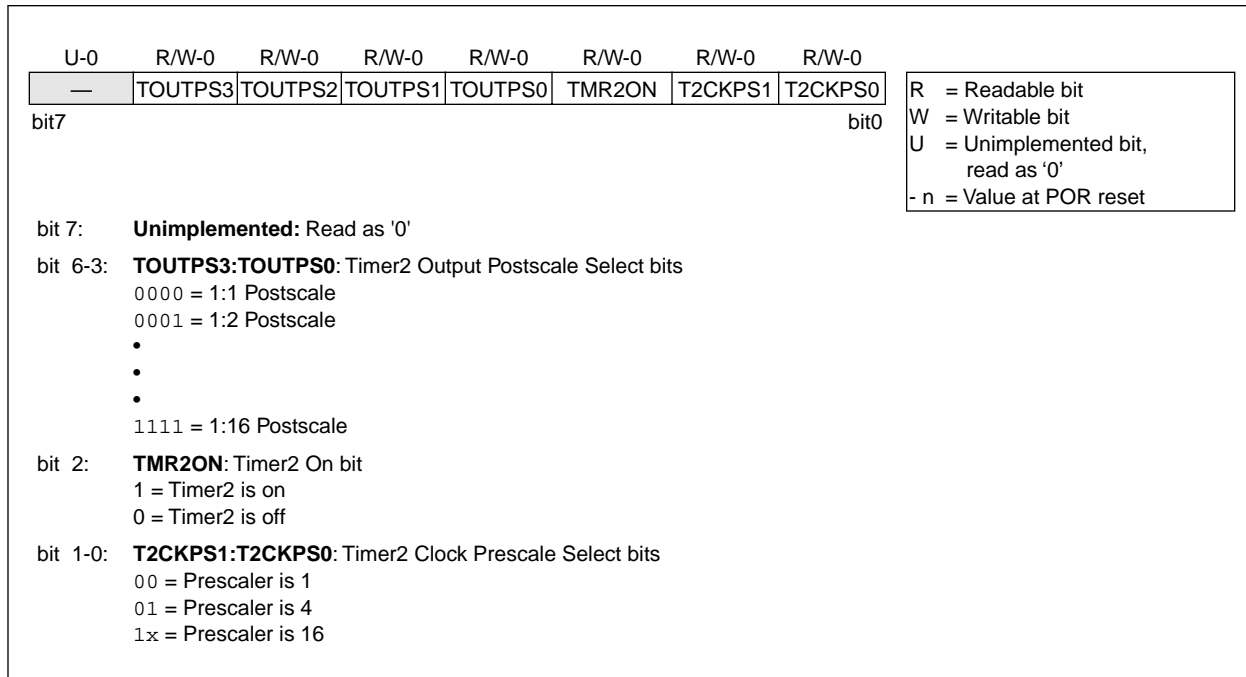 U-0 R/W-0 R/W-0 R/W-0 R/W-0 R/W-0 R/W-0 R/W-0
— TOUTPS3 TOUTPS2 TOUTPS1 TOUTPS0 TMR2ON T2CKPS1 T2CKPS0
bit7 bit0
R = Readable bit
W = Writable bit
U = Unimplemented bit,
read as ‘0’
- n = Value at POR reset
bit 7: Unimplemented: Read as '0'
bit 6-3: TOUTPS3:TOUTPS0: Timer2 Output Postscale Select bits
0000 = 1:1 Postscale
0001 = 1:2 Postscale
•
•
•
1111 = 1:16 Postscale
bit 2: TMR2ON: Timer2 On bit
1 = Timer2 is on
0 = Timer2 is off
bit 1-0: T2CKPS1:T2CKPS0: Timer2 Clock Prescale Select bits
00 = Prescaler is 1
01 = Prescaler is 4
1x = Prescaler is 16